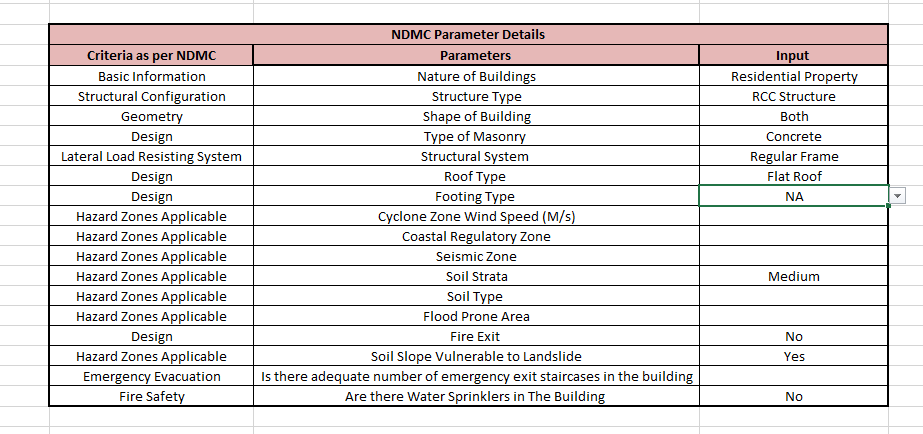 NDMC Parameter Details
Criteria as per NDMC Parameters Input
Basic Information Nature of Buildings Residential Property
Structural Configuration Structure Type RCC Structure
Geometry Shape of Building Both
Design Type of Masonry Concrete
Lateral Load Resisting System Structural System Regular Frame
Design Roof Type Flat Roof
Design Footing Type NA
Hazard Zones Applicable Cyclone Zone Wind Speed (M/s)
Hazard Zones Applicable Coastal Regulatory Zone
Hazard Zones Applicable Seismic Zone
Hazard Zones Applicable Soil Strata Medium
Hazard Zones Applicable Soil Type
Hazard Zones Applicable Flood Prone Area
Design Fire Exit No
Hazard Zones Applicable Soil Slope Vulnerable to Landslide Yes
Emergency Evacuation Is there adequate number of emergency exit staircases in the building
Fire Safety Are there Water Sprinklers in The Building No